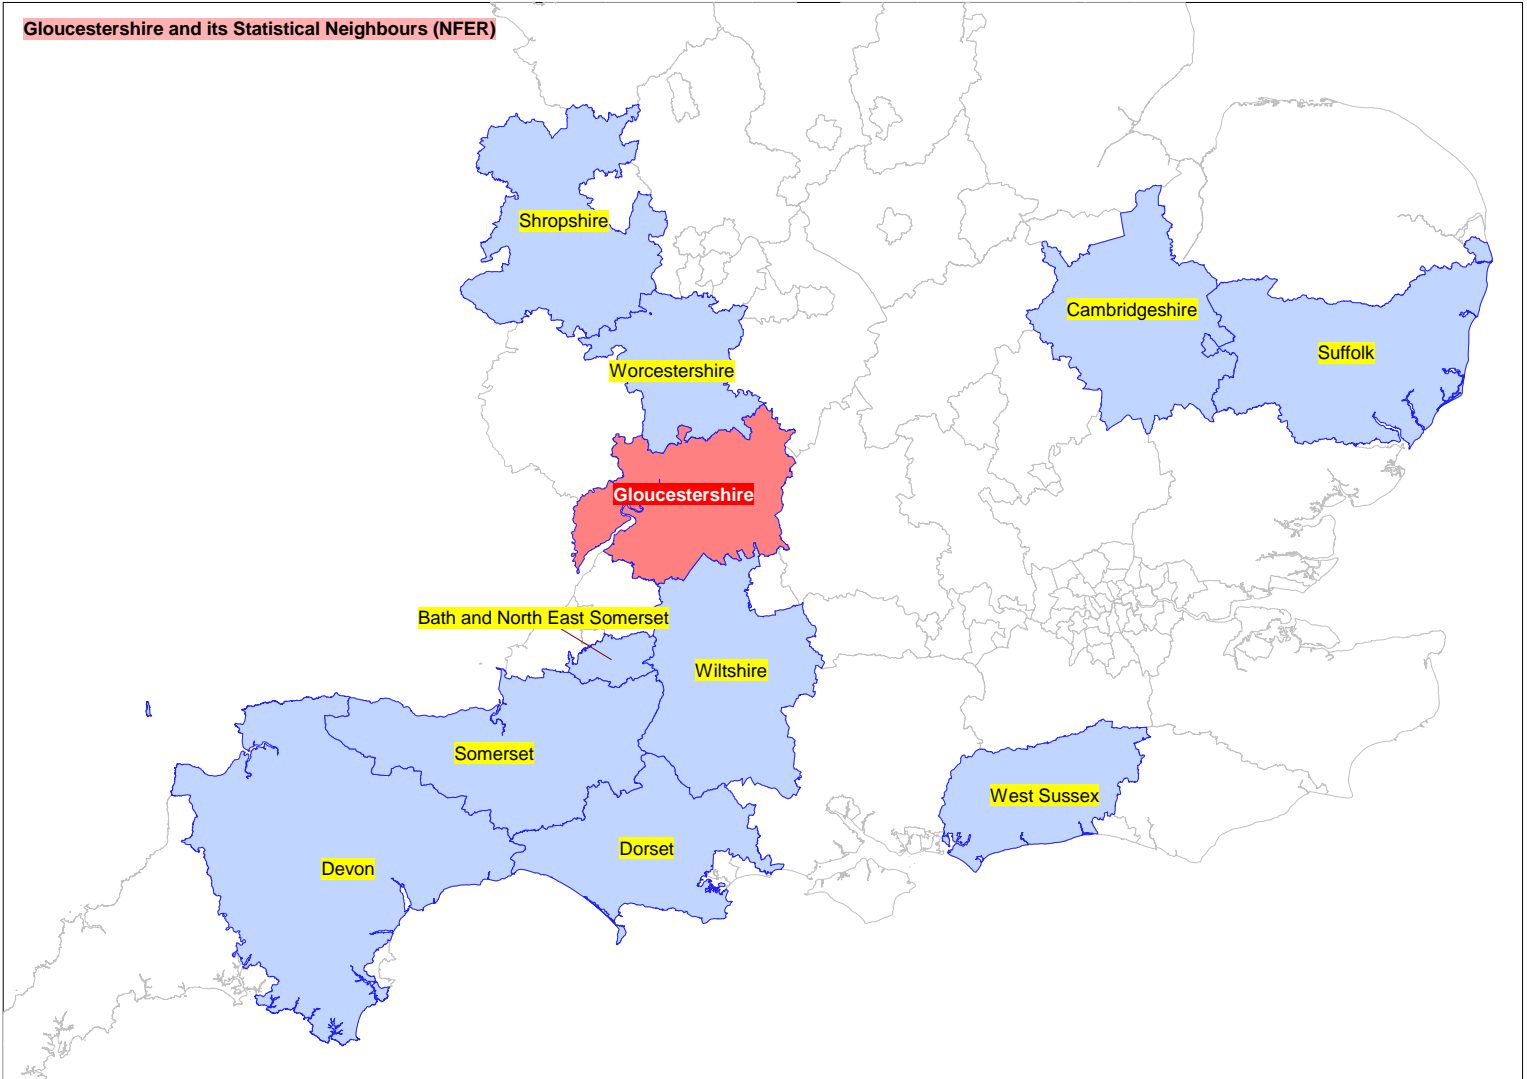 Gloucestershire and its Statistical Neighbours (NFER)
Shropshire
Cambridgeshire
Suffolk
Worcestershire
Gloucestershire
Bath and North East Somerset
Wiltshire
Somerset
West Sussex
Dorset
Devon